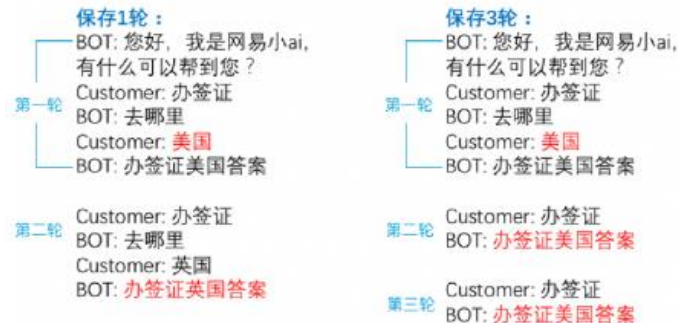 保存1轮：
BOT: 您好，我是网易小ai,
有什么可以帮到您？
第一轮
Customer: 办签证
BOT: 去哪里
Customer: 美国
BOT: 办签证美国答案
第二轮
Customer: 办签证
BOT: 去哪里
Customer: 英国
BOT: 办签证英国答案
保存3轮：
BOT: 您好，我是网易小ai,
有什么可以帮到您？
第一轮
Customer: 办签证
BOT: 去哪里
Customer: 美国
BOT: 办签证美国答案
第二轮
Customer: 办签证
BOT: 办签证美国答案
第三轮
Customer: 办签证
BOT: 办签证美国答案